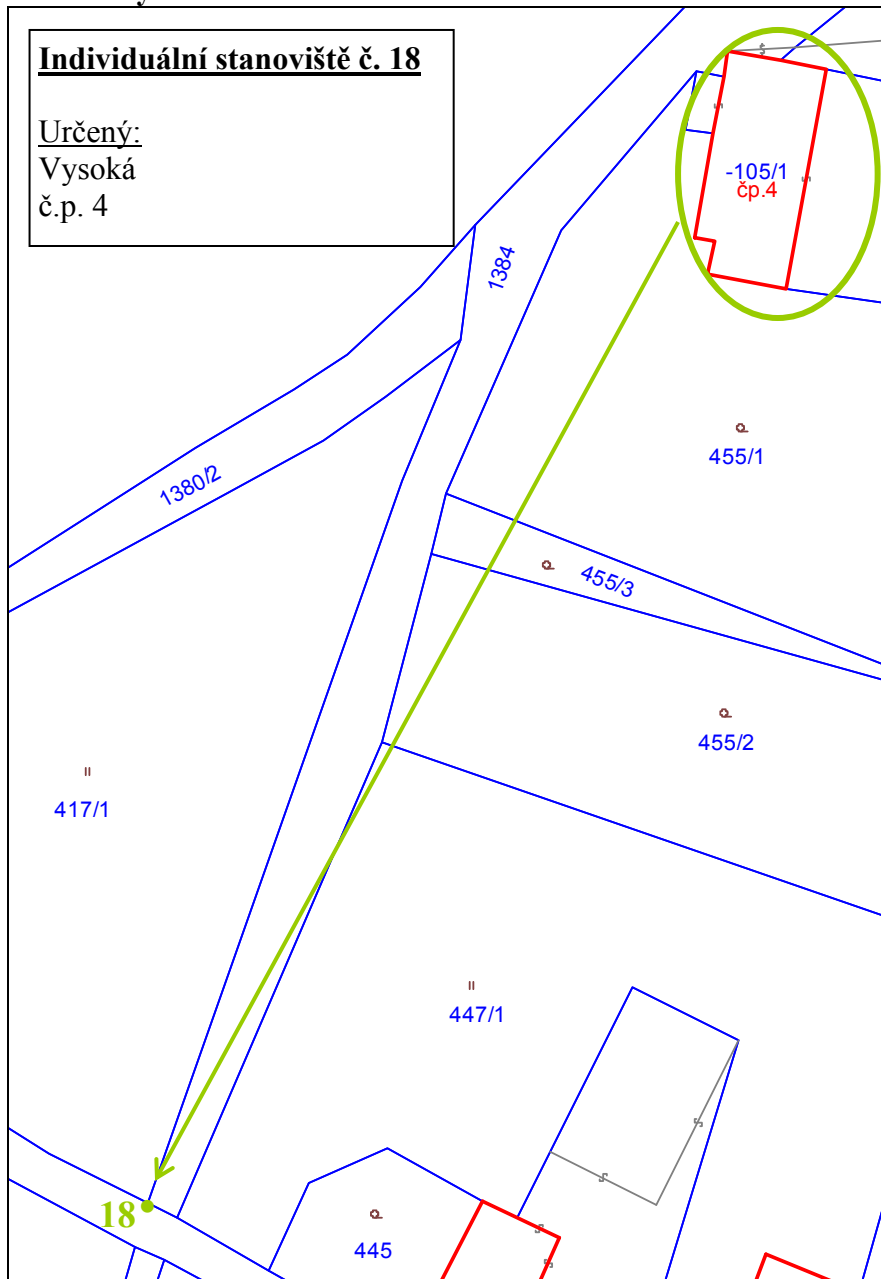 Individuální stanoviště č. 18
Určený:
Vysoká
č.p. 4
-105/1
čp.4
1384
455/1
1380/2
455/3
455/2
417/1
447/1
18
445